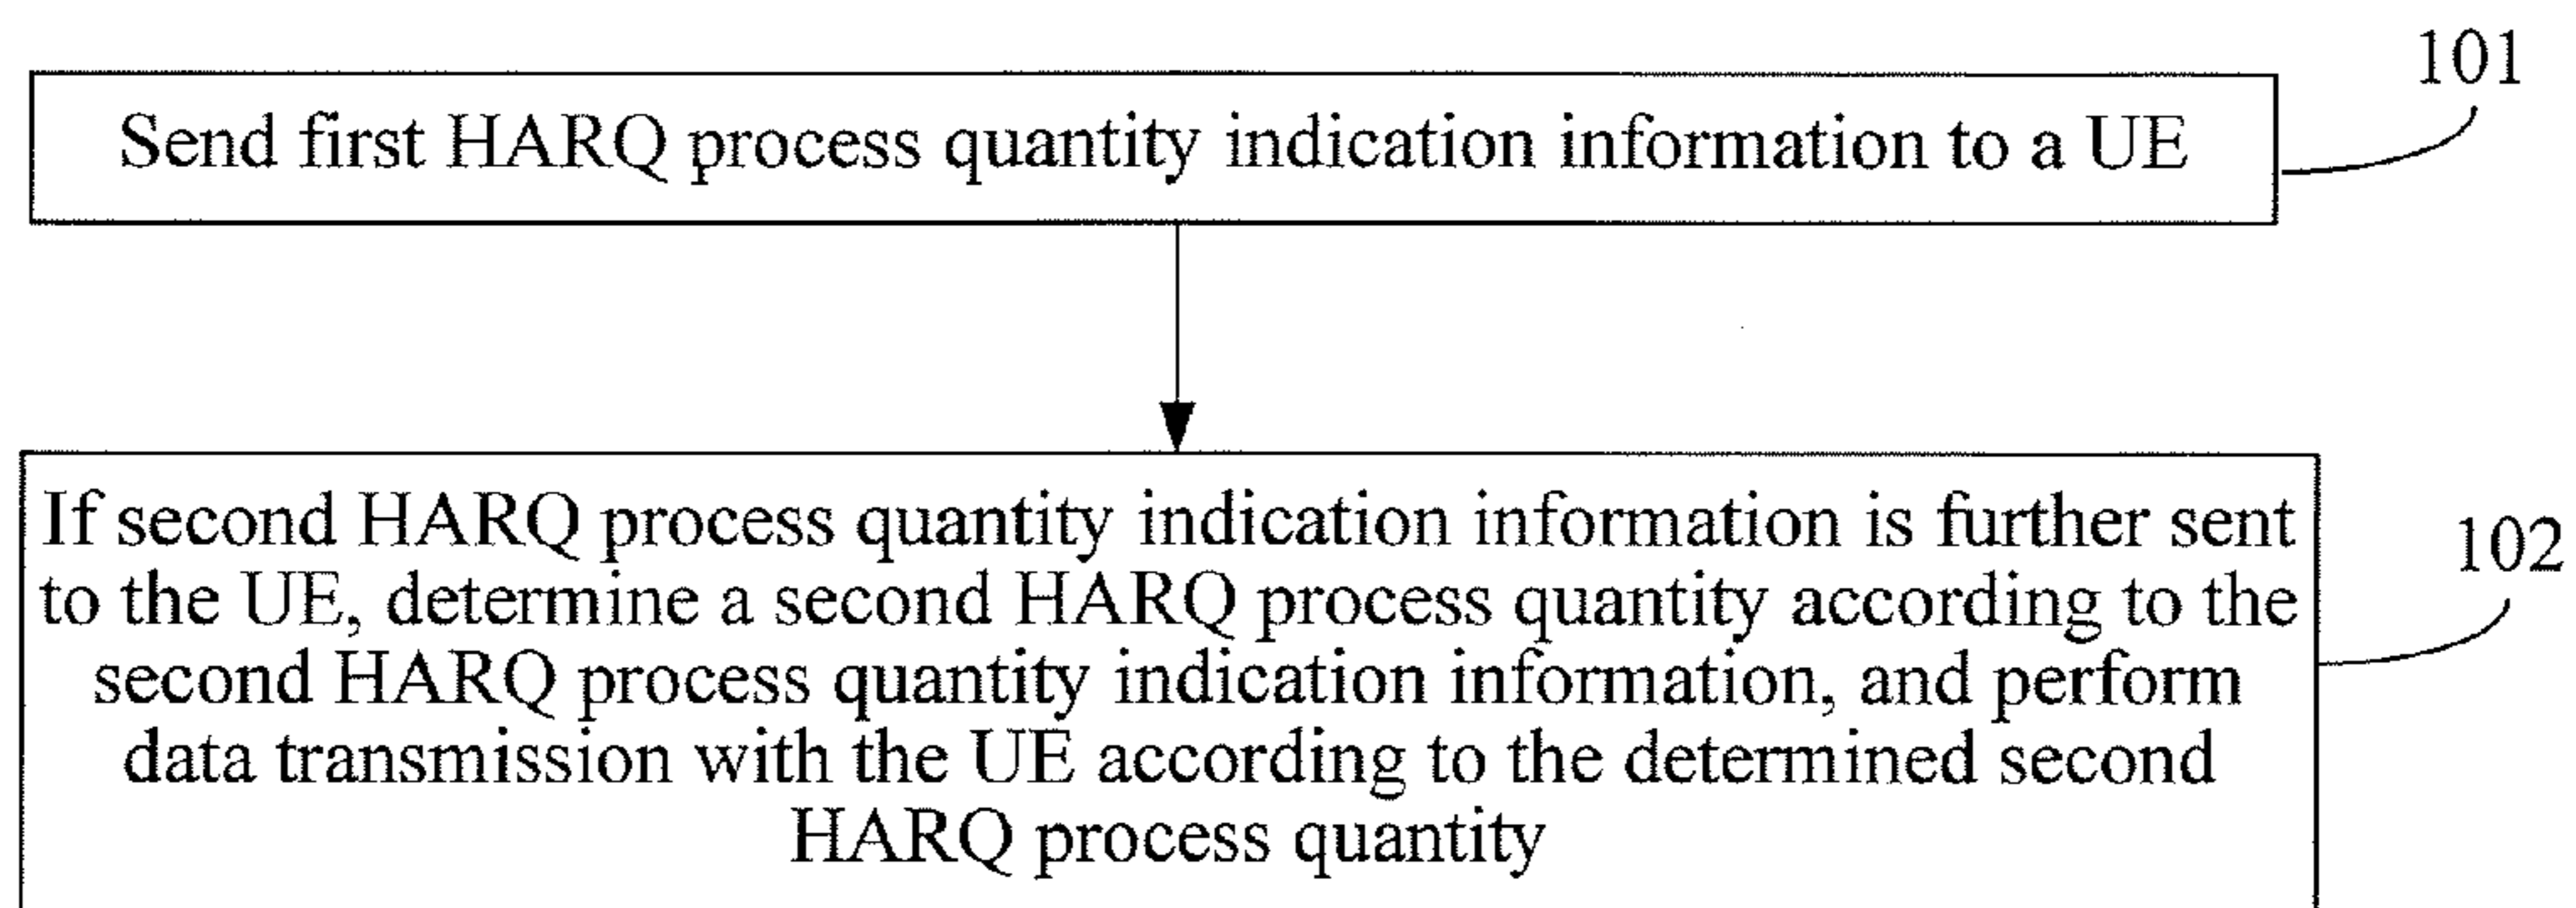 101
Send first HARQ process quantity indication information to a UE
If second HARQ process quantity indication information is further sent
102
to the UE, determine a second HARQ process quantity according to the
second HARQ process quantity indication information, and perform
data transmission with the UE according to the determined second
HARQ process quantity